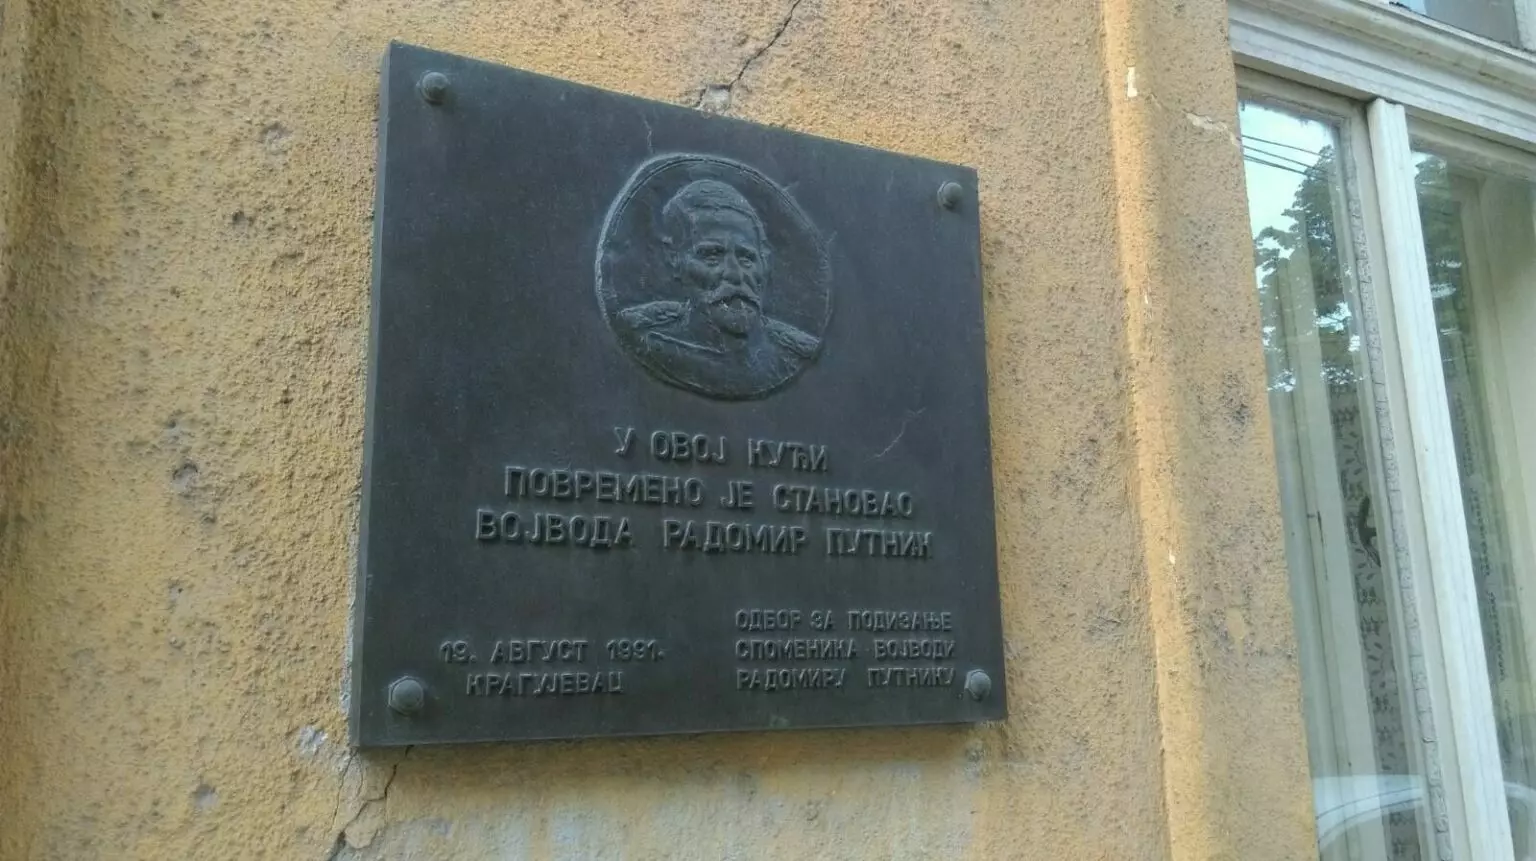 У ОВОЈ КУЋИ
ПОВРЕМЕНО ЈЕ СТАНОВАО
ВОЈВОДА РАДОМИР ПУТНИК
19. АВГУСТ 1991.
КРАГУЈЕВАЦ
ОДБОР ЗА ПОДИЗАЊЕ
СПОМЕНИКА ВОЈВОДИ
РАДОМИРУ ПУТНИКУ